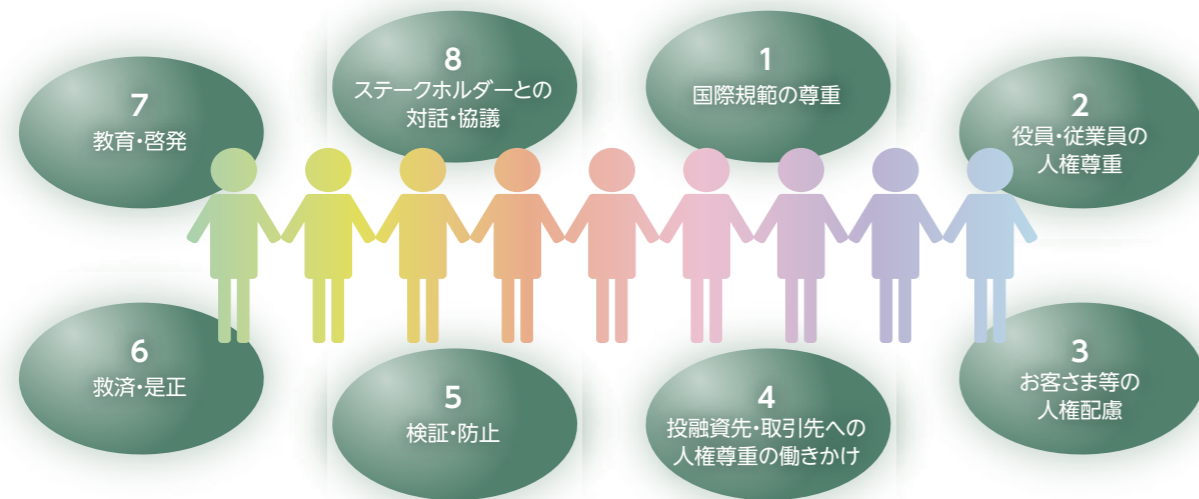 1
国際規範の尊重
2
役員・従業員の
人権尊重
3
お客さま等の
人権配慮
4
投融資先・取引先への
人権尊重の働きかけ
5
検証・防止
6
救済・是正
7
教育・啓発
8
ステークホルダーとの
対話・協議